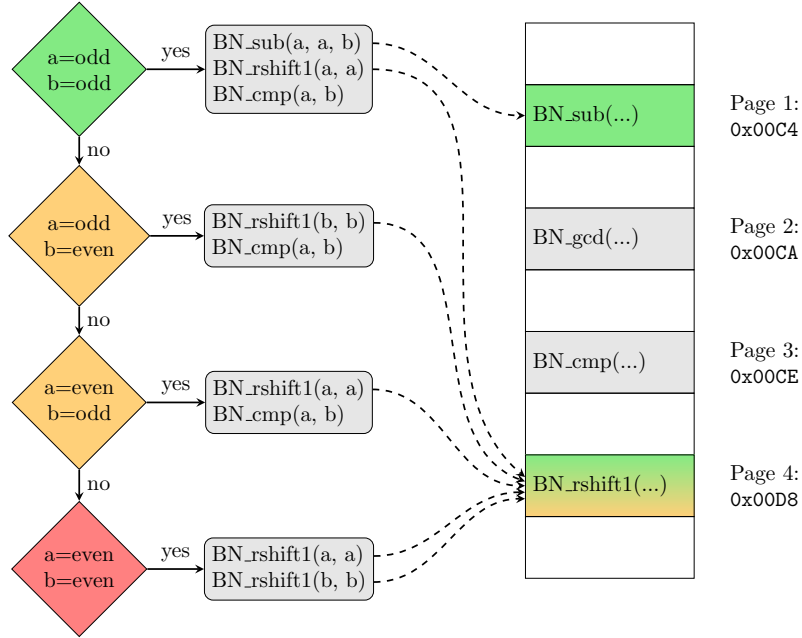 a=odd
b=odd
yes
BN_sub(a, a, b)
BN_rshift1(a, a)
BN_cmp(a, b)
no
a=odd
b=even
yes
BN_rshift1(b, b)
BN_cmp(a, b)
no
a=even
b=odd
yes
BN_rshift1(a, a)
BN_cmp(a, b)
no
a=even
b=even
yes
BN_rshift1(a, a)
BN_rshift1(b, b)
BN_sub(...)
Page 1:
0x00C4
BN_gcd(...)
Page 2:
0x00CA
BN_cmp(...)
Page 3:
0x00CE
BN_rshift1(...)
Page 4:
0x00D8